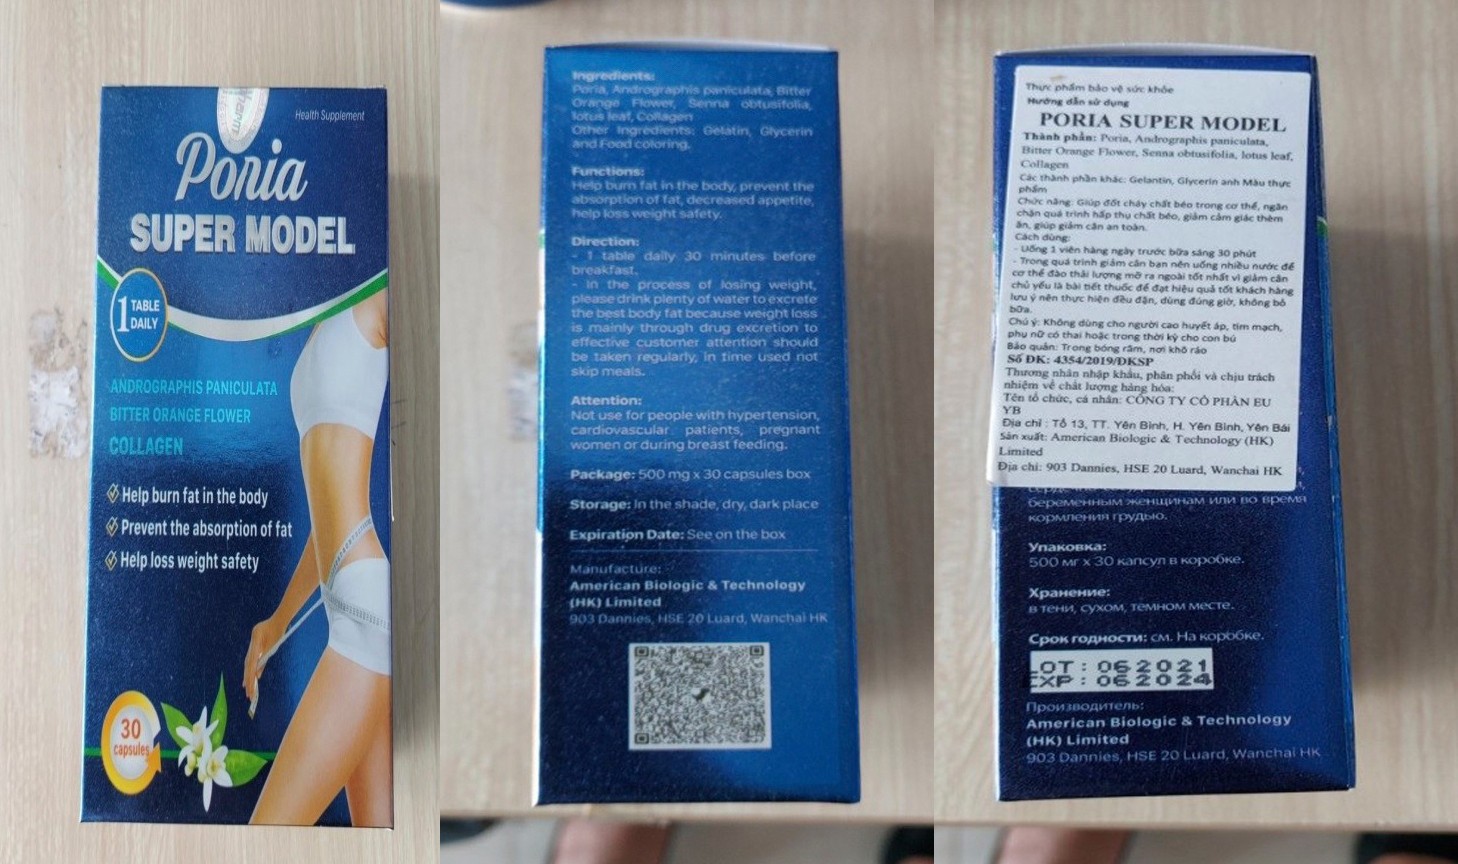 Health Supplement
Poria
SUPER MODEL
1 TABLE
DAILY
ANDROGRAPHIS PANICULATA
BITTER ORANGE FLOWER
COLLAGEN
Help burn fat in the body
Prevent the absorption of fat
Help loss weight safety
30
capsules
Ingredients:
Poria, Andrographis paniculata, Bitter
Orange Flower, Senna obtusifolia,
lotus leaf, Collagen
Other Ingredients: Gelatin, Glycerin
and Food coloring.
Functions:
Help burn fat in the body, prevent the
absorption of fat, decreased appetite,
help loss weight safety.
Direction:
- 1 table daily 30 minutes before
breakfast.
- In the process of losing weight,
please drink plenty of water to excrete
the best body fat because weight loss
is mainly through drug excretion to
effective customer attention should
be taken regularly, in time used not
skip meals.
Attention:
Not use for people with hypertension,
cardiovascular patients, pregnant
women or during breast feeding.
Package: 500 mg x 30 capsules box
Storage: In the shade, dry, dark place
Expiration Date: See on the box
Manufacture:
American Biologic & Technology
(HK) Limited
903 Dannies, HSE 20 Luard, Wanchai HK
Thực phẩm bảo vệ sức khỏe
Hướng dẫn sử dụng
PORIA SUPER MODEL
Thành phần: Poria, Andrographis paniculata,
Bitter Orange Flower, Senna obtusifolia, lotus leaf,
Collagen
Các thành phần khác: Gelantin, Glycerin anh Màu thực
phẩm
Chức năng: Giúp đốt cháy chất béo trong cơ thể, ngăn
chặn quá trình hấp thụ chất béo, giảm cảm giác thèm
ăn, giúp giảm cân an toàn.
Cách dùng:
- Uống 1 viên hàng ngày trước bữa sáng 30 phút
- Trong quá trình giảm cân bạn nên uống nhiều nước để
cơ thể đào thải lượng mỡ ra ngoài tốt nhất vì giảm cân
chủ yếu là bài tiết thuốc để đạt hiệu quả tốt khách hàng
lưu ý nên thực hiện đều đặn, dùng đúng giờ, không bỏ
bữa.
Chú ý: Không dùng cho người cao huyết áp, tim mạch,
phụ nữ có thai hoặc trong thời kỳ cho con bú
Bảo quản: Trong bóng râm, nơi khô ráo
Số ĐK: 4354/2019/ĐKSP
Thương nhân nhập khẩu, phân phối và chịu trách
nhiệm về chất lượng hàng hóa:
Tên tổ chức, cá nhân: CÔNG TY CỔ PHẦN EU
YB
Địa chỉ : Tổ 13, TT. Yên Bình, H. Yên Bình, Yên Bái
Sản xuất: American Biologic & Technology (HK)
Limited
Địa chỉ: 903 Dannies, HSE 20 Luard, Wanchai HK
беременным женщинам или во время
кормления грудью.
Упаковка:
500 мг x 30 капсул в коробке.
Хранение:
в тени, сухом, темном месте.
Срок годности: см. На коробке.
LOT : 062021
EXP : 062024
Производитель:
American Biologic & Technology
(HK) Limited
903 Dannies, HSE 20 Luard, Wanchai HK